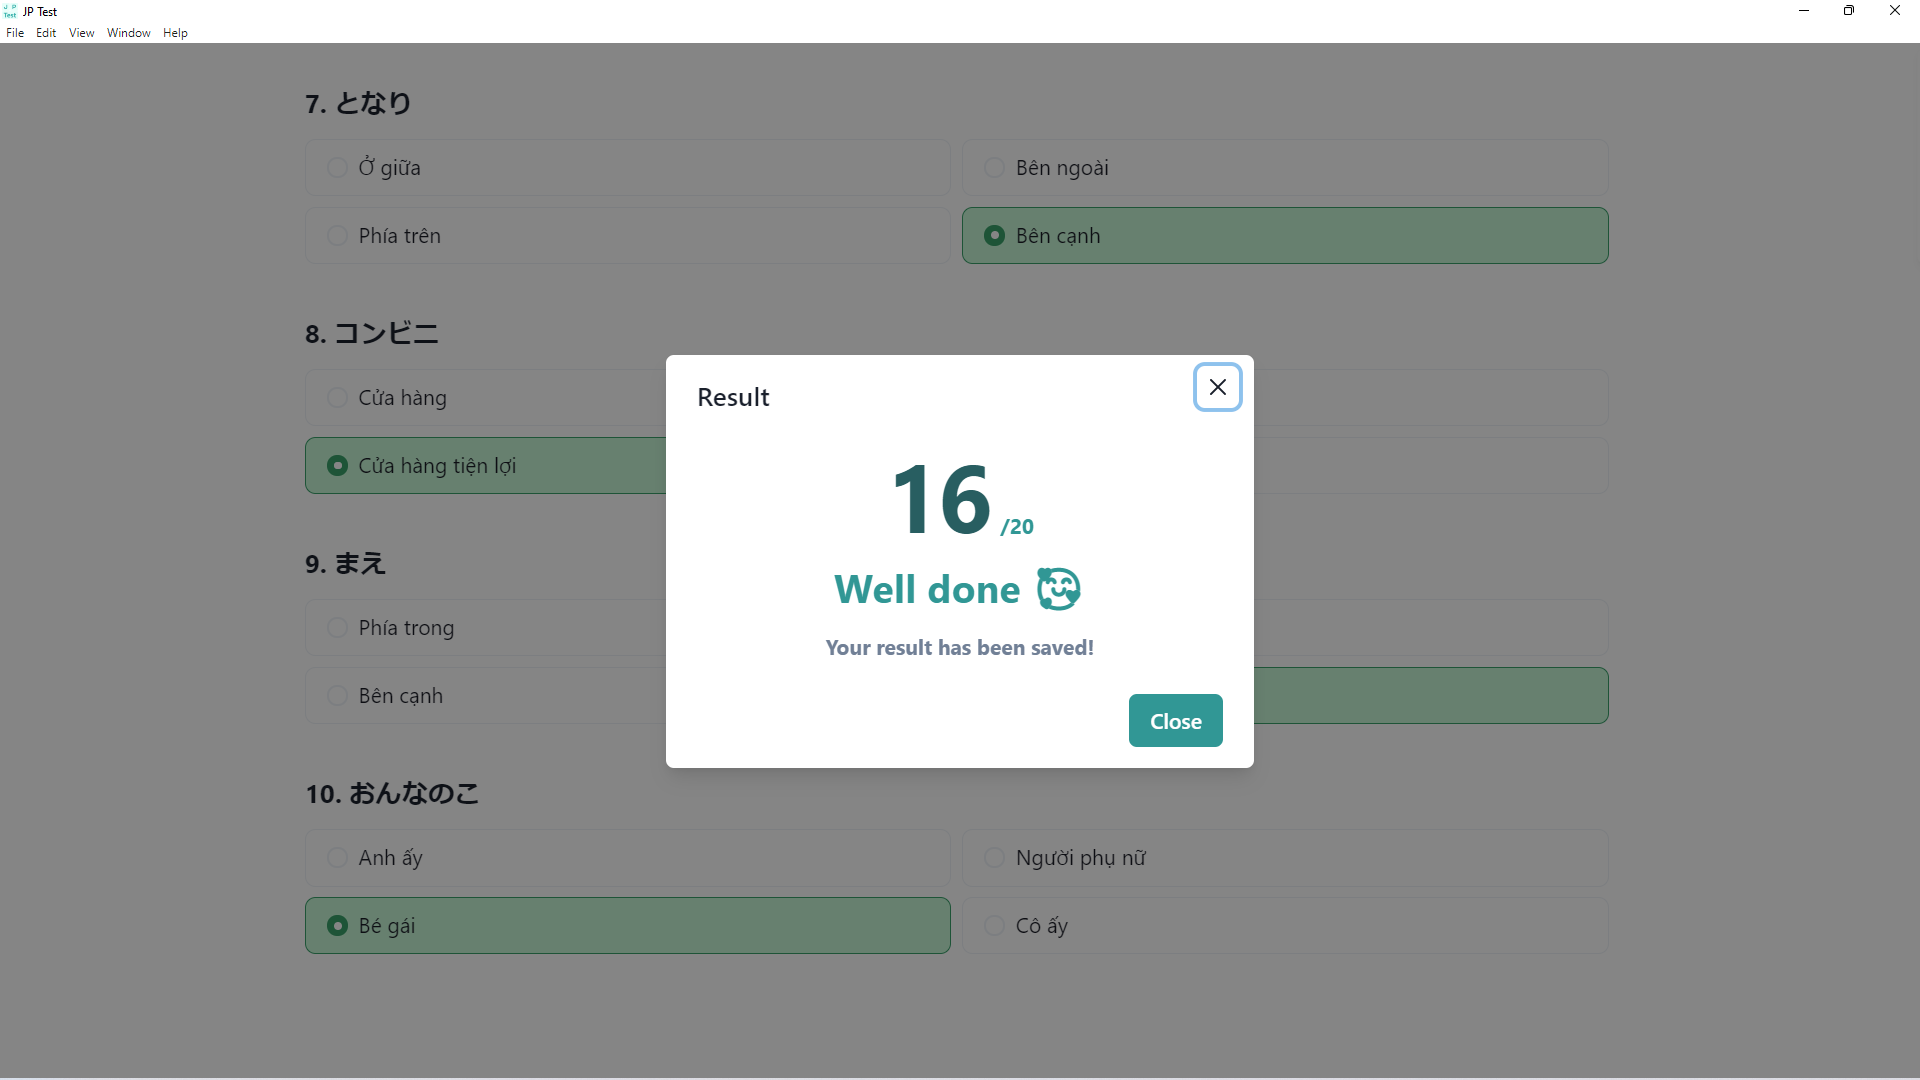 J P
Test
JP Test
File Edit View Window Help
7. となり
Ở giữa
Bên ngoài
Phía trên
Bên cạnh
8. コンビニ
Cửa hàng
Cửa hàng tiện lợi
9. まえ
Phía trong
Bên cạnh
10. おんなのこ
Anh ấy
Người phụ nữ
Bé gái
Cô ấy
Result
16 /20
Well done
Your result has been saved!
Close